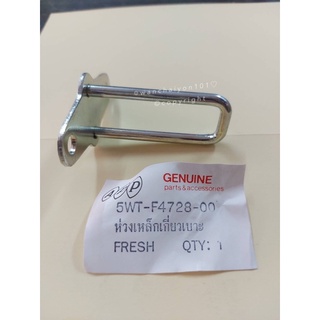 ©copyright
GENUINE
parts & accessories
5WT-F4728-00
ห่วงเหล็กเกี่ยวเบาะ
FRESH QTY: 1